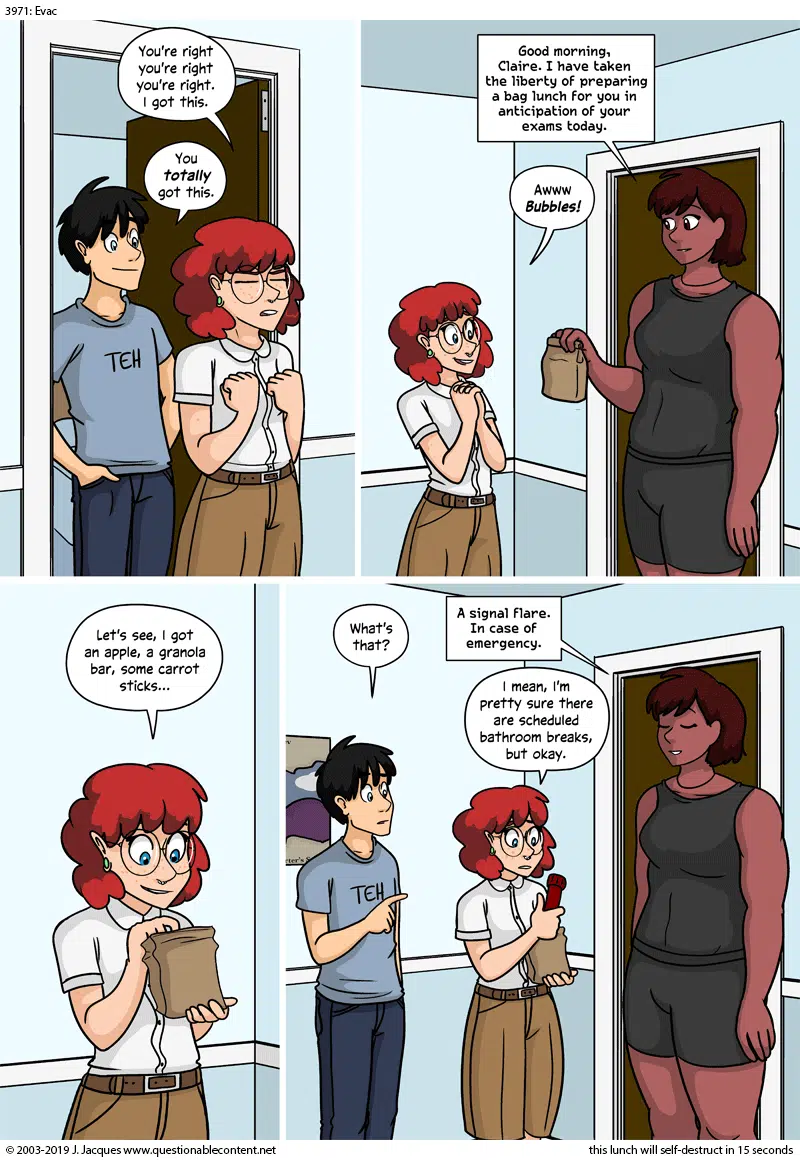 3971: Evac
You're right
you're right
you're right.
I got this.
You
totally
got this.
TEH
Good morning,
Claire. I have taken
the liberty of preparing
a bag lunch for you in
anticipation of your
exams today.
Awww
Bubbles!
Let's see, I got
an apple, a granola
bar, some carrot
sticks...
What's
that?
A signal flare.
In case of
emergency.
I mean, I'm
pretty sure there
are scheduled
bathroom breaks,
but okay.
TEH
© 2003-2019 J. Jacques www.questionablecontent.net
this lunch will self-destruct in 15 seconds